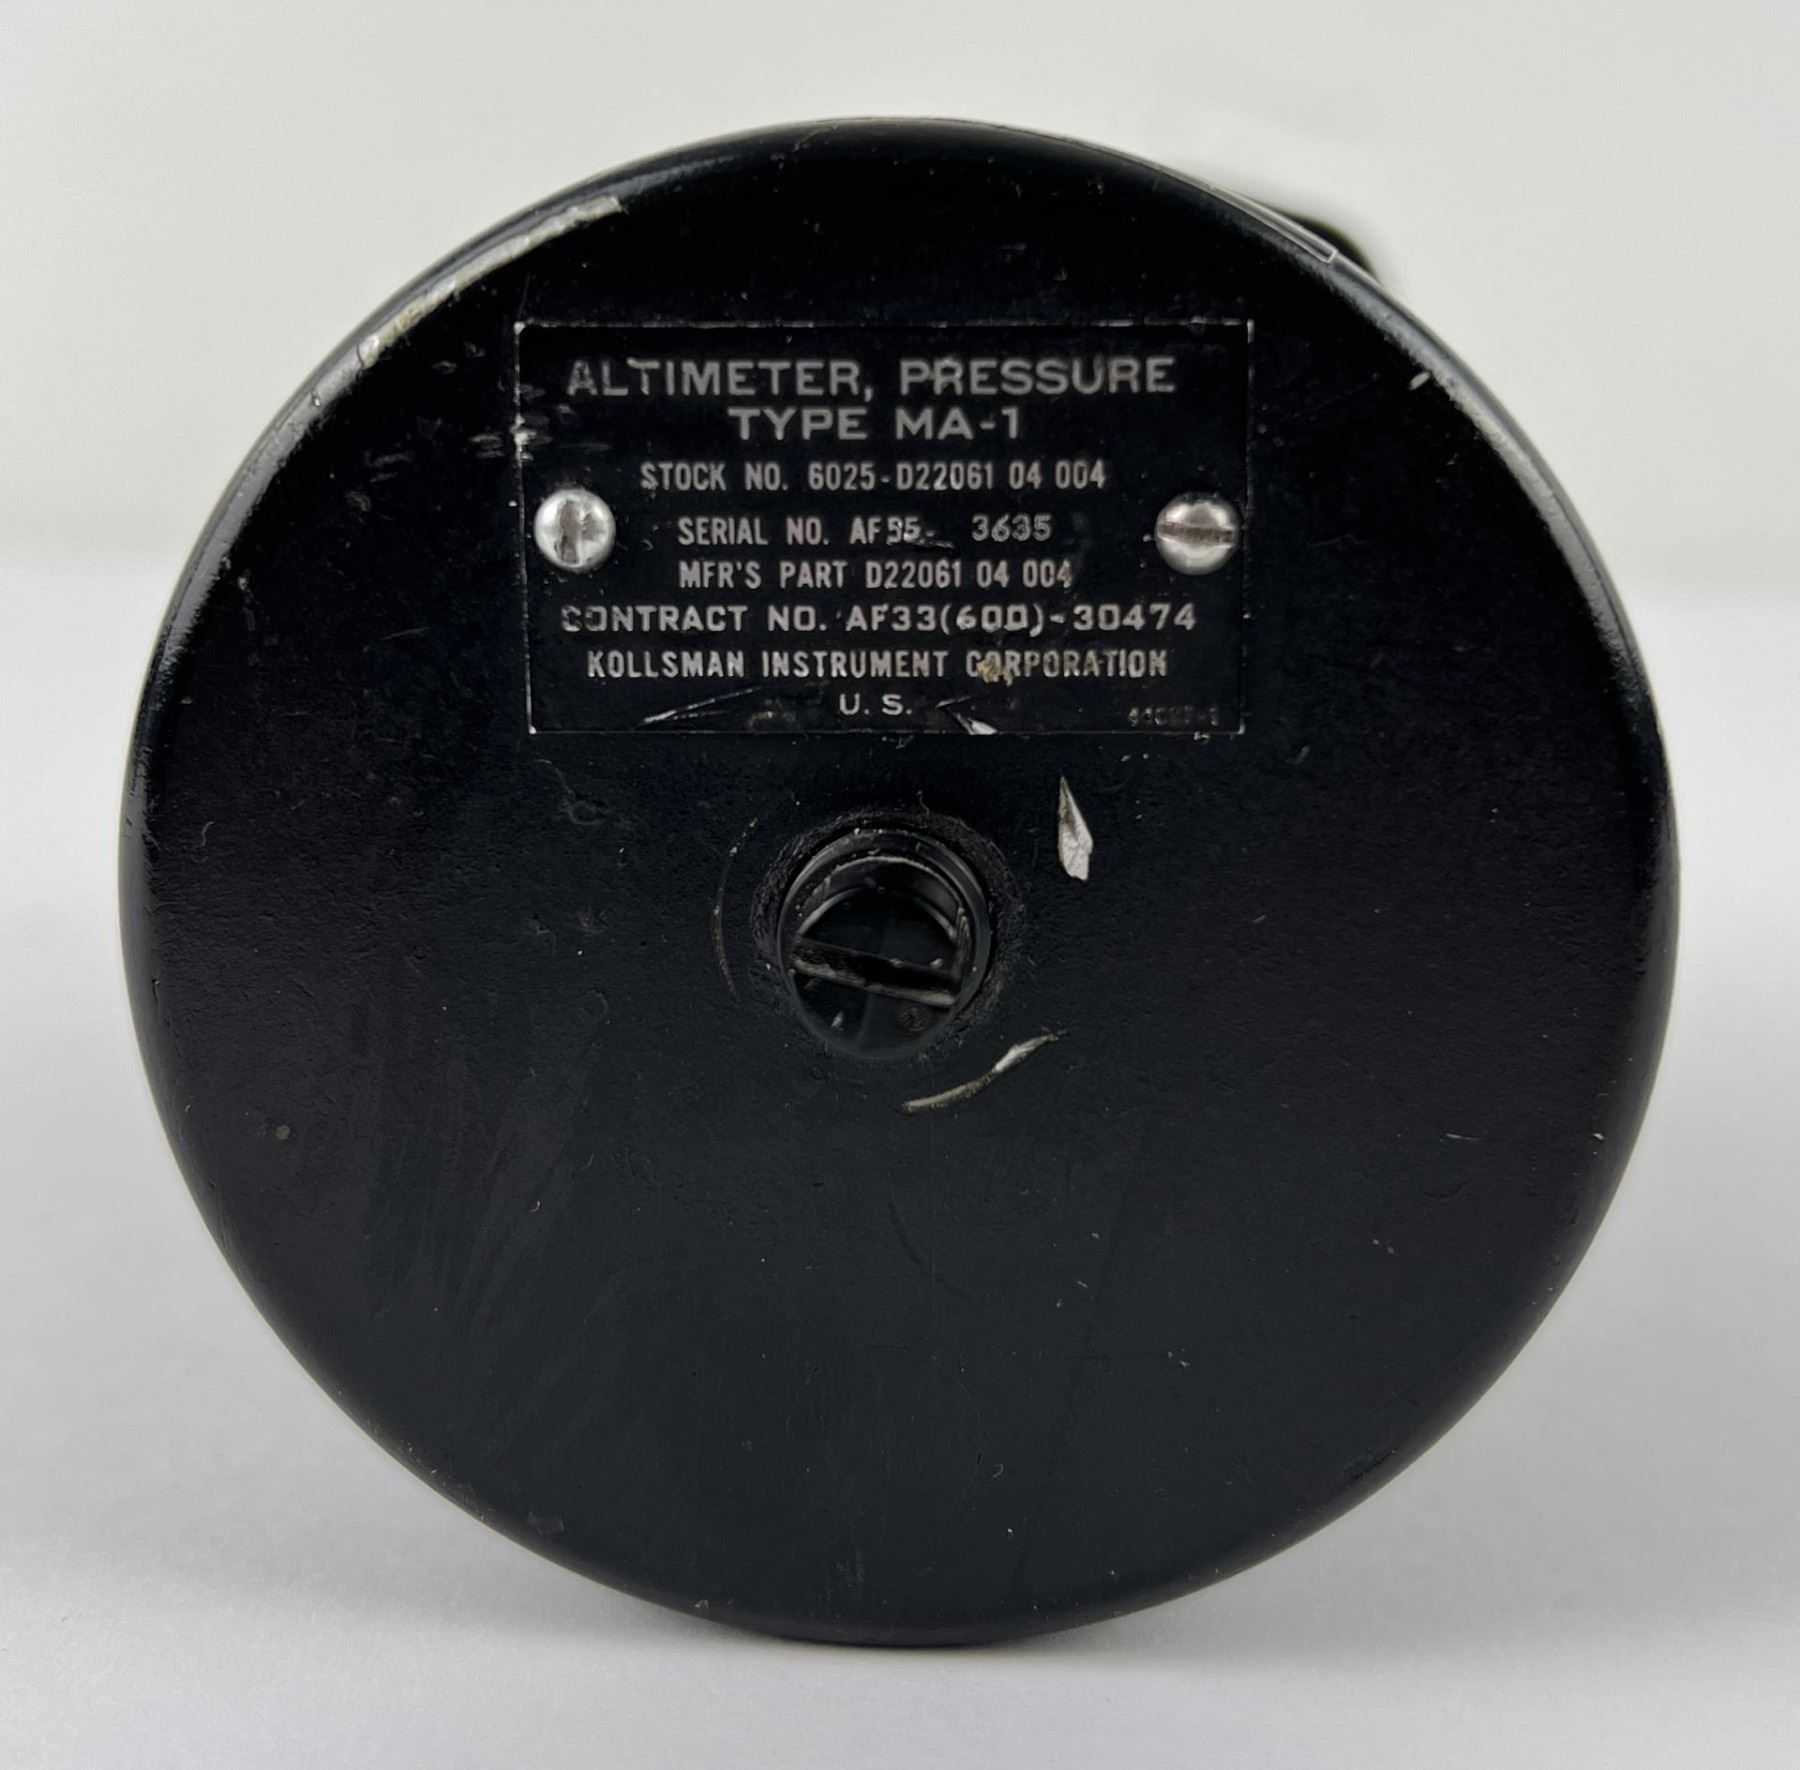 ALTIMETER, PRESSURE
TYPE MA-1
STOCK NO. 6025-D22061 04 004
SERIAL NO. AF55- 3635
MFR'S PART D22061 04 004
CONTRACT NO. AF33(600)-30474
KOLLSMAN INSTRUMENT CORPORATION
U. S.